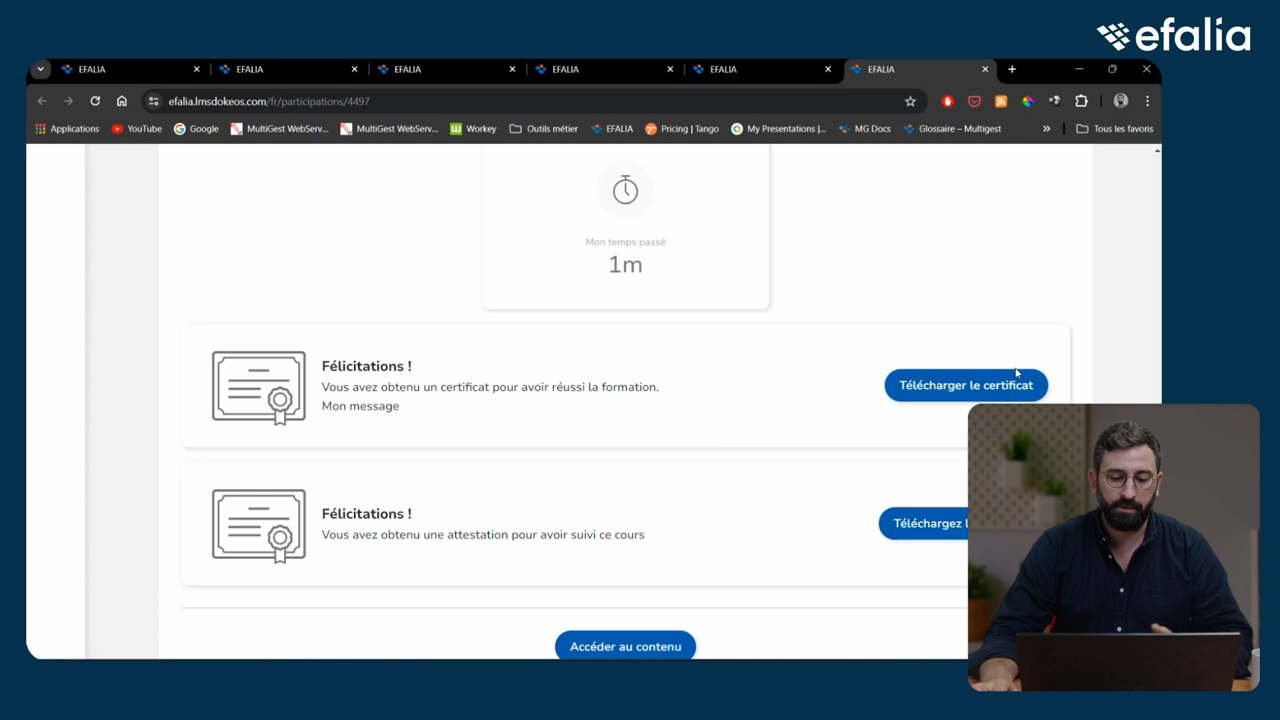 efalia
EFALIA
EFALIA
EFALIA
EFALIA
EFALIA
EFALIA
efalia.lmsdokeos.com/fr/participations/4497
Applications
YouTube
Google
MultiGest WebServ...
MultiGest WebServ...
Workey
Outils métier
EFALIA
Pricing | Tango
My Presentations |...
MG Docs
Glossaire – Multigest
»
Tous les favoris
Mon temps passé
1m
Félicitations !
Vous avez obtenu un certificat pour avoir réussi la formation.
Mon message
Télécharger le certificat
Félicitations !
Vous avez obtenu une attestation pour avoir suivi ce cours
Téléchargez l
Accéder au contenu